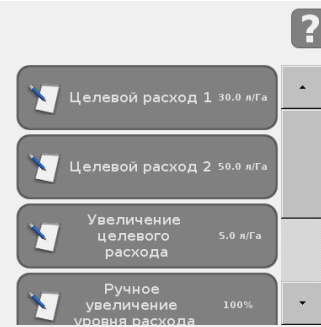 ?
Целевой расход 1 30.0 л/Га
Целевой расход 2 50.0 л/Га
Увеличение
целевого 5.0 л/Га
расхода
Ручное
увеличение 100%
уровня расхода